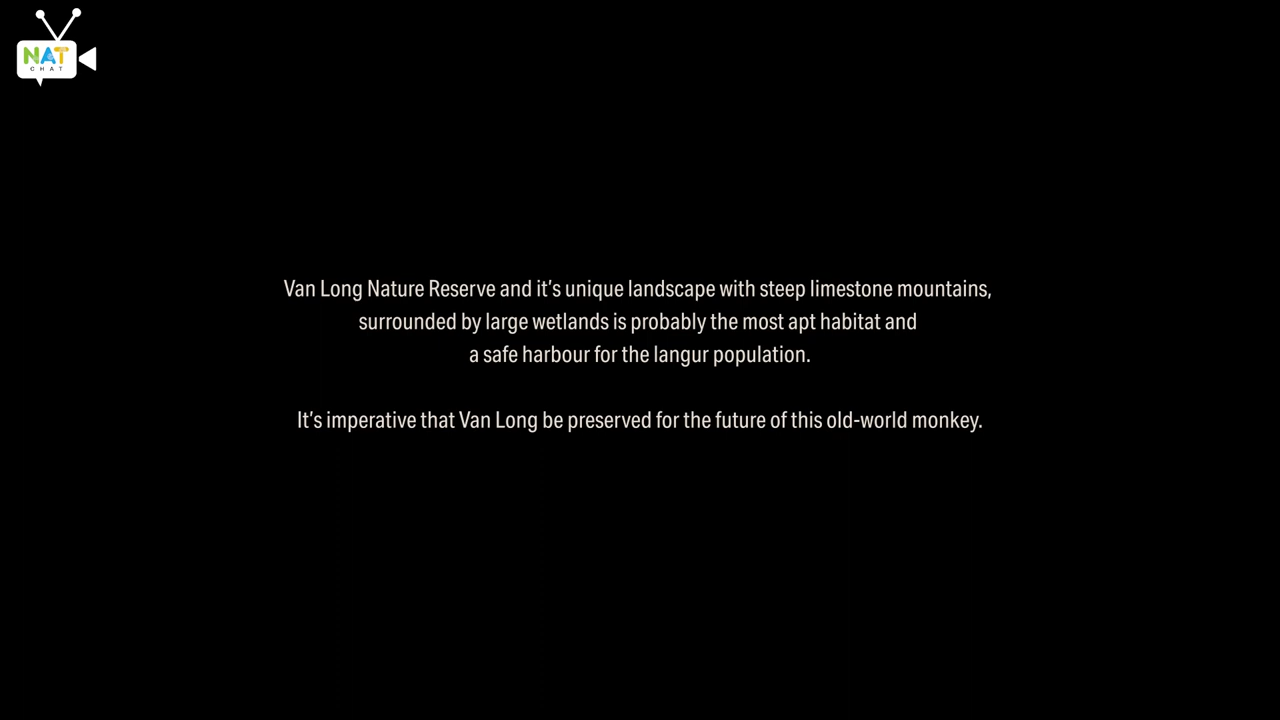 NAT
CHAT
Van Long Nature Reserve and it's unique landscape with steep limestone mountains,
surrounded by large wetlands is probably the most apt habitat and
a safe harbour for the langur population.
It's imperative that Van Long be preserved for the future of this old-world monkey.